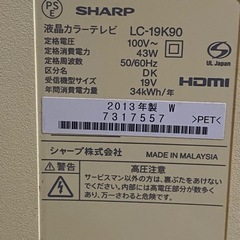 PS
E
SHARP
液晶カラーテレビ LC-19K90
定格電圧 100V~
定格消費電力 43W
定格周波数 50/60Hz
区分名 DK
受信機型サイズ 19V
年間消費電力量 34kWh/年
UL Japan
HDMI
2013年製 W
7317557
>PET<
シャープ株式会社 MADE IN MALAYSIA
警告
高圧注意
サービスマン以外の方は、裏ぶたをあけないで
ください。内部には高電圧部分が数多く
あり、万一さわると危険です。